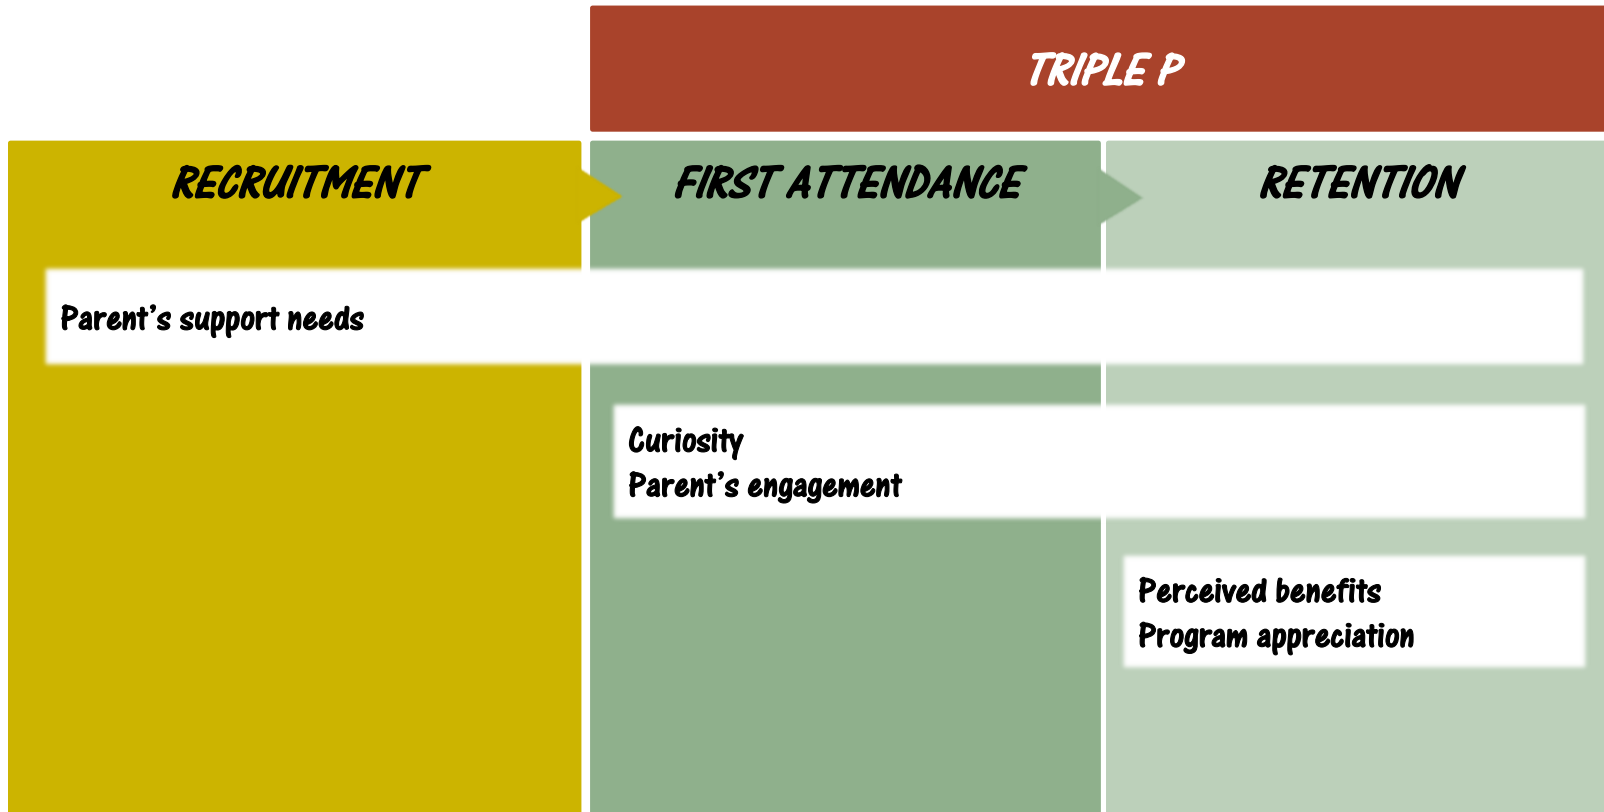 TRIPLE P
RECRUITMENT
FIRST ATTENDANCE
RETENTION
Parent's support needs
Curiosity
Parent's engagement
Perceived benefits
Program appreciation